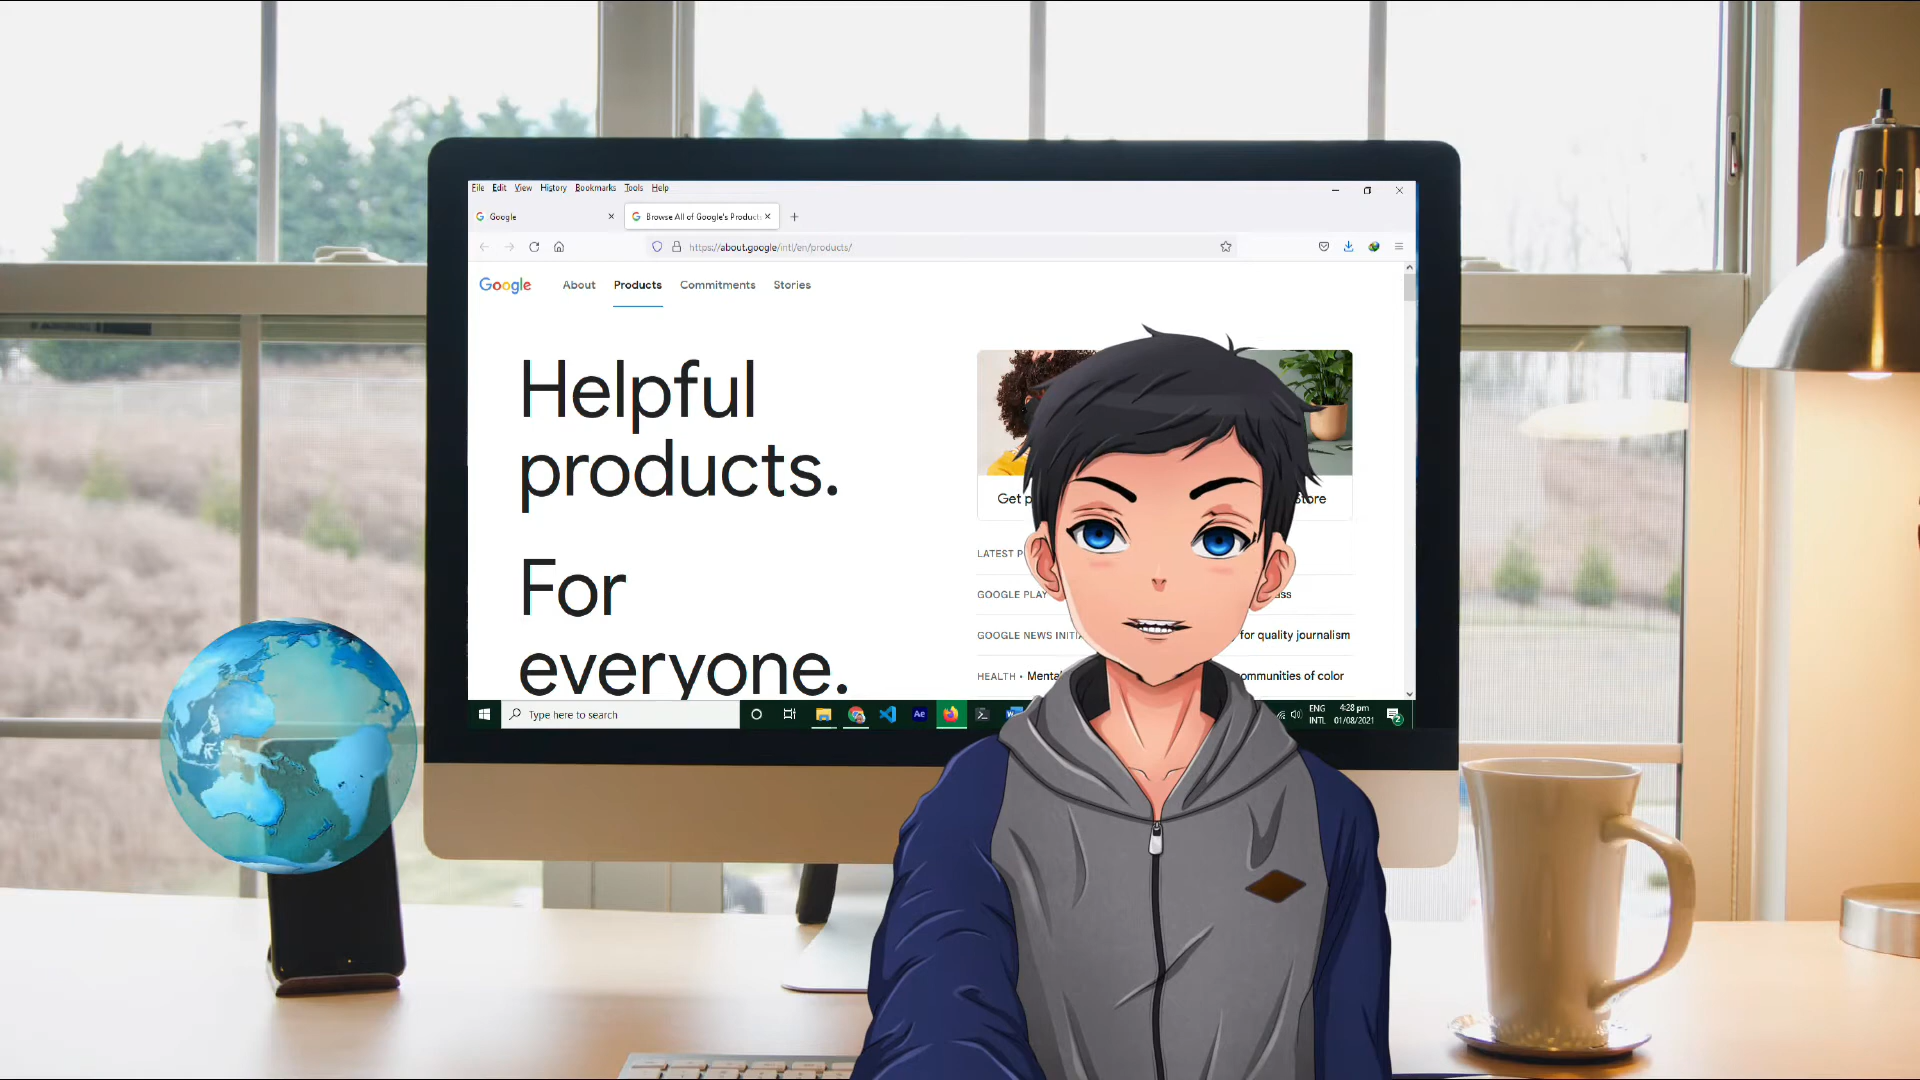 File Edit View History Bookmarks Tools Help
Google
Browse All of Google's Product
https://about.google/intl/en/products/
Google About Products Commitments Stories
Helpful
products.
For
everyone.
Get
Store
LATEST
GOOGLE PLAY
GOOGLE NEWS
for quality journalism
HEALTH •
of color
Type here to search
Ae
ENG
INTL
4:28 pm
01/08/2021
2